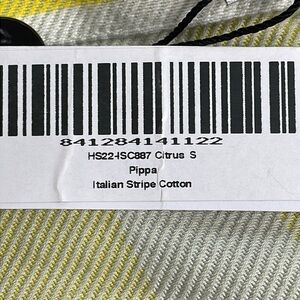 841284141122
HS22-ISC887 Citrus S
Pippa
Italian Stripe Cotton